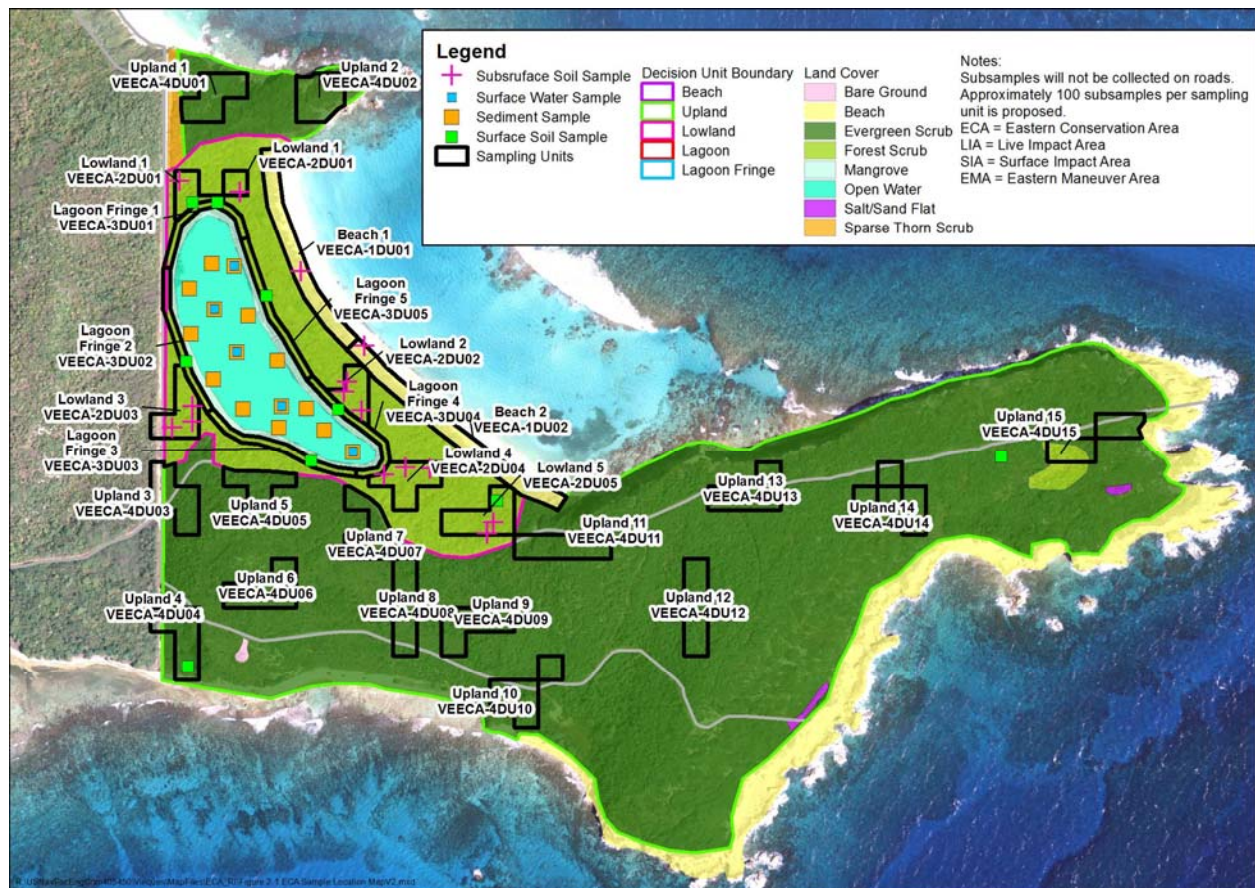 Legend
Subsruface Soil Sample
Surface Water Sample
Sediment Sample
Surface Soil Sample
Sampling Units
Decision Unit Boundary
Beach
Upland
Lowland
Lagoon
Lagoon Fringe
Land Cover
Bare Ground
Beach
Evergreen Scrub
Forest Scrub
Mangrove
Open Water
Salt/Sand Flat
Sparse Thorn Scrub
Notes:
Subsamples will not be collected on roads.
Approximately 100 subsamples per sampling
unit is proposed.
ECA = Eastern Conservation Area
LIA = Live Impact Area
SIA = Surface Impact Area
EMA = Eastern Maneuver Area
Upland 1
VEECA-4DU01
Upland 2
VEECA-4DU02
Lowland 1
VEECA-2DU01
Lowland 1
VEECA-2DU01
Lagoon Fringe 1
VEECA-3DU01
Beach 1
VEECA-1DU01
Lagoon
Fringe 5
VEECA-3DU05
Lagoon
Fringe 2
VEECA-3DU02
Lowland 2
VEECA-2DU02
Lagoon
Fringe 4
VEECA-3DU04
Lowland 3
VEECA-2DU03
Beach 2
VEECA-1DU02
Lagoon
Fringe 3
VEECA-3DU03
Lowland 4
VEECA-2DU04
Lowland 5
VEECA-2DU05
Upland 15
VEECA-4DU15
Upland 3
VEECA-4DU03
Upland 5
VEECA-4DU05
Upland 13
VEECA-4DU13
Upland 14
VEECA-4DU14
Upland 7
VEECA-4DU07
Upland 11
VEECA-4DU11
Upland 6
VEECA-4DU06
Upland 4
VEECA-4DU04
Upland 8
VEECA-4DU08
Upland 9
VEECA-4DU09
Upland 12
VEECA-4DU12
Upland 10
VEECA-4DU10